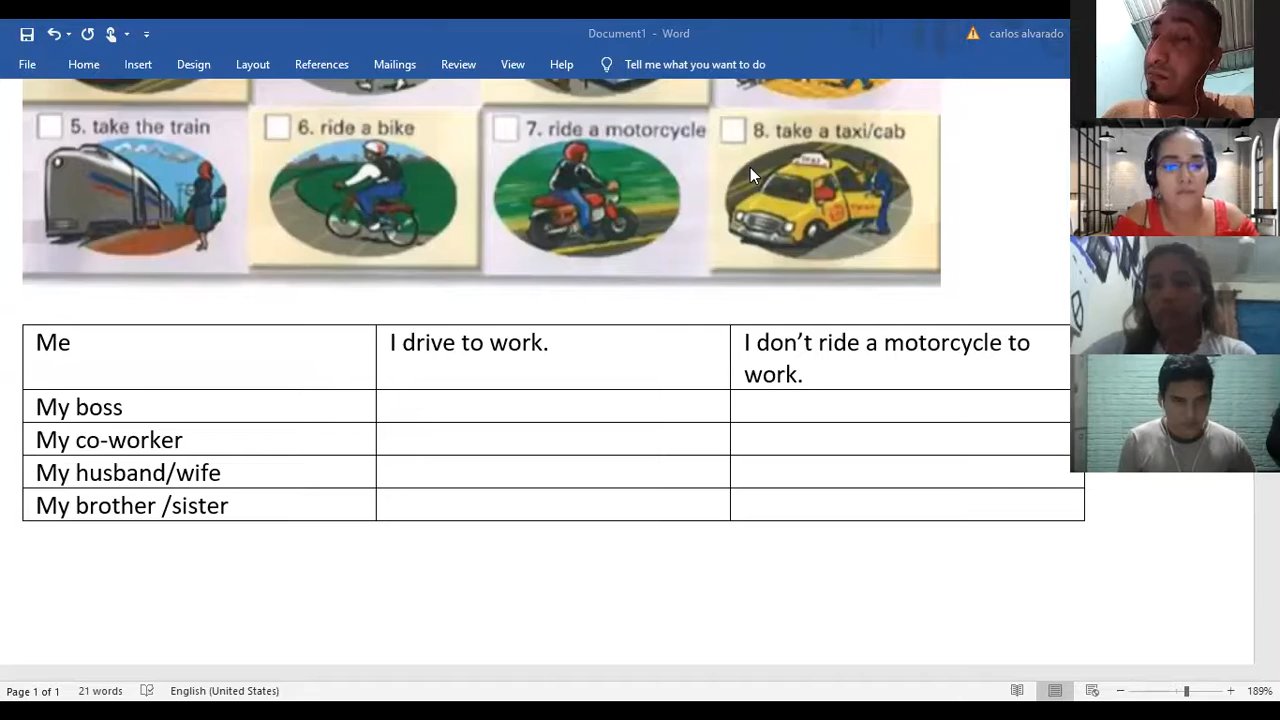 Document1 - Word
carlos alvarado
File Home Insert Design Layout References Mailings Review View Help Tell me what you want to do
5. take the train
6. ride a bike
7. ride a motorcycle
8. take a taxi/cab
TAXI
Me
I drive to work.
I don’t ride a motorcycle to
work.
My boss
My co-worker
My husband/wife
My brother /sister
Page 1 of 1 21 words English (United States) 189%